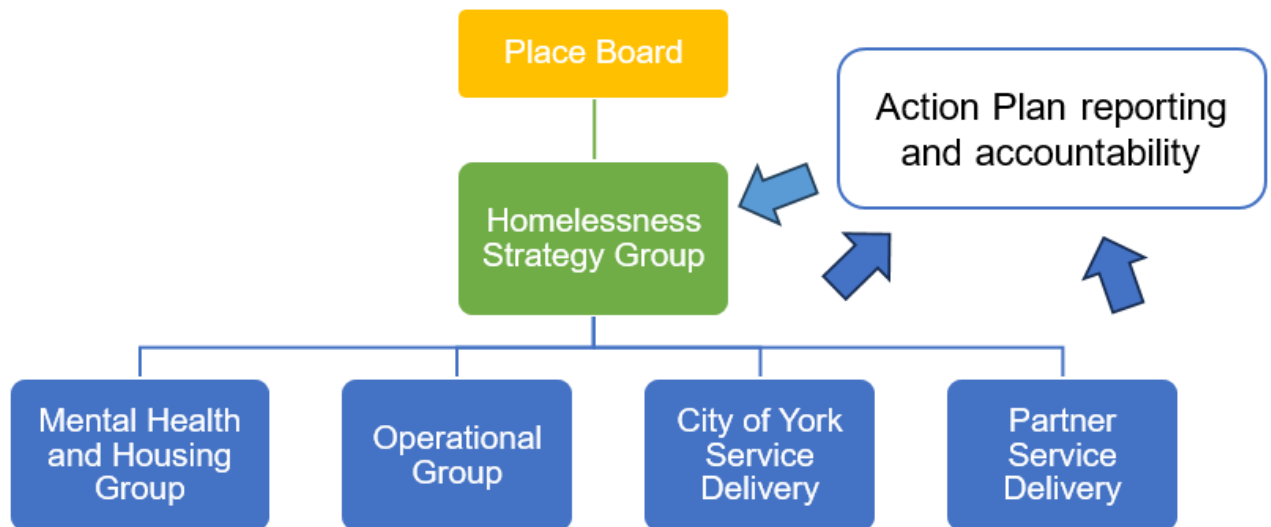 Place Board
Action Plan reporting
and accountability
Homelessness
Strategy Group
Mental Health
and Housing
Group
Operational
Group
City of York
Service
Delivery
Partner
Service
Delivery